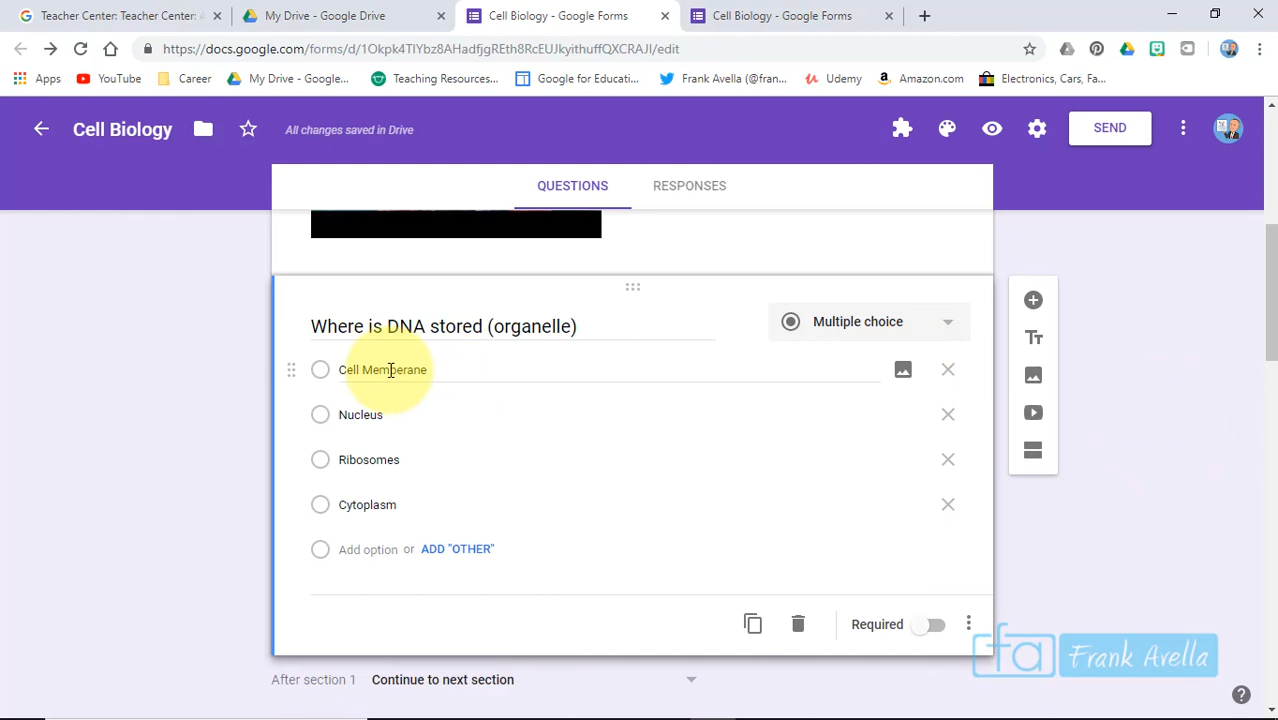 Teacher Center: Teacher Center: A
My Drive - Google Drive
Cell Biology - Google Forms
Cell Biology - Google Forms
https://docs.google.com/forms/d/1Okpk4TlYbz8AHadfjgREth8RcEUJkyithuffQXCRAJI/edit
Apps
YouTube
Career
My Drive - Google...
Teaching Resources...
Google for Educati...
Frank Avella (@fran...
Udemy
Amazon.com
Electronics, Cars, Fa...
Cell Biology
All changes saved in Drive
SEND
QUESTIONS
RESPONSES
Where is DNA stored (organelle)
Multiple choice
Cell Memperane
Nucleus
Ribosomes
Cytoplasm
Add option or ADD "OTHER"
Required
fa Frank Avella
After section 1 Continue to next section